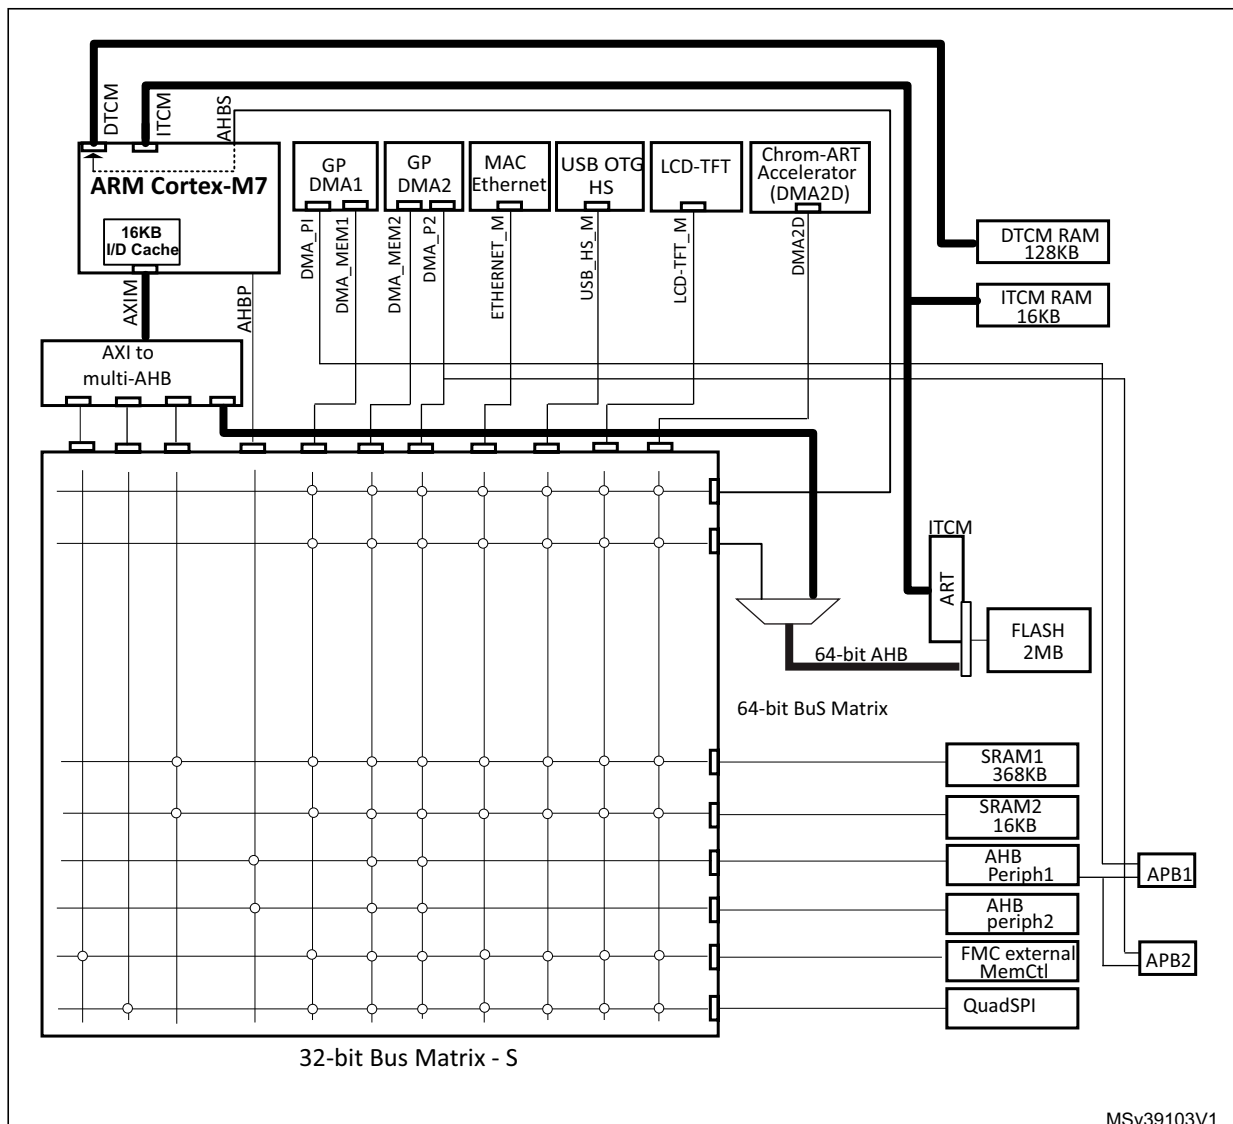 DTCM
ITCM
AHBS
ARM Cortex-M7
16KB
I/D Cache
AXIM
AHBP
GP
DMA1
GP
DMA2
MAC
Ethernet
USB OTG
HS
LCD-TFT
Chrom-ART
Accelerator
(DMA2D)
DMA_PI
DMA_MEM1
DMA_MEM2
DMA_P2
ETHERNET_M
USB_HS_M
LCD-TFT_M
DMA2D
DTCM RAM
128KB
ITCM RAM
16KB
AXI to
multi-AHB
ITCM
ART
FLASH
2MB
64-bit AHB
64-bit BuS Matrix
SRAM1
368KB
SRAM2
16KB
AHB
Periph1
APB1
AHB
periph2
FMC external
MemCtl
APB2
QuadSPI
32-bit Bus Matrix - S
MSv39103V1